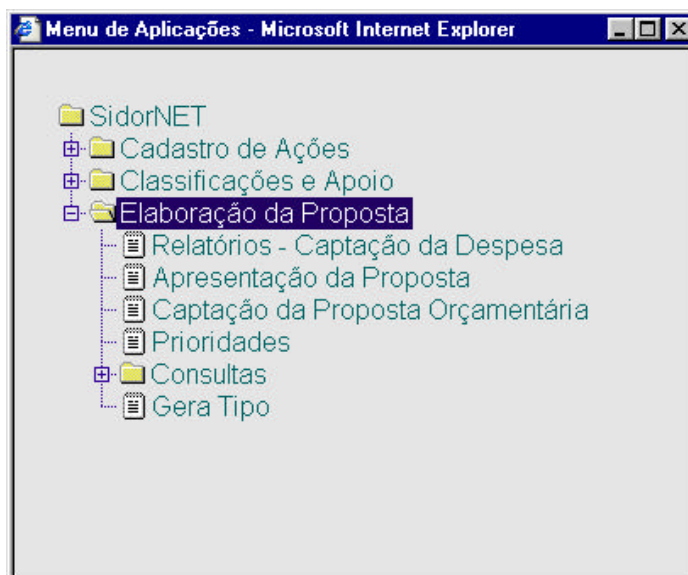 Menu de Aplicações - Microsoft Internet Explorer
SidorNET
Cadastro de Ações
Classificações e Apoio
Elaboração da Proposta
Relatórios - Captação da Despesa
Apresentação da Proposta
Captação da Proposta Orçamentária
Prioridades
Consultas
Gera Tipo